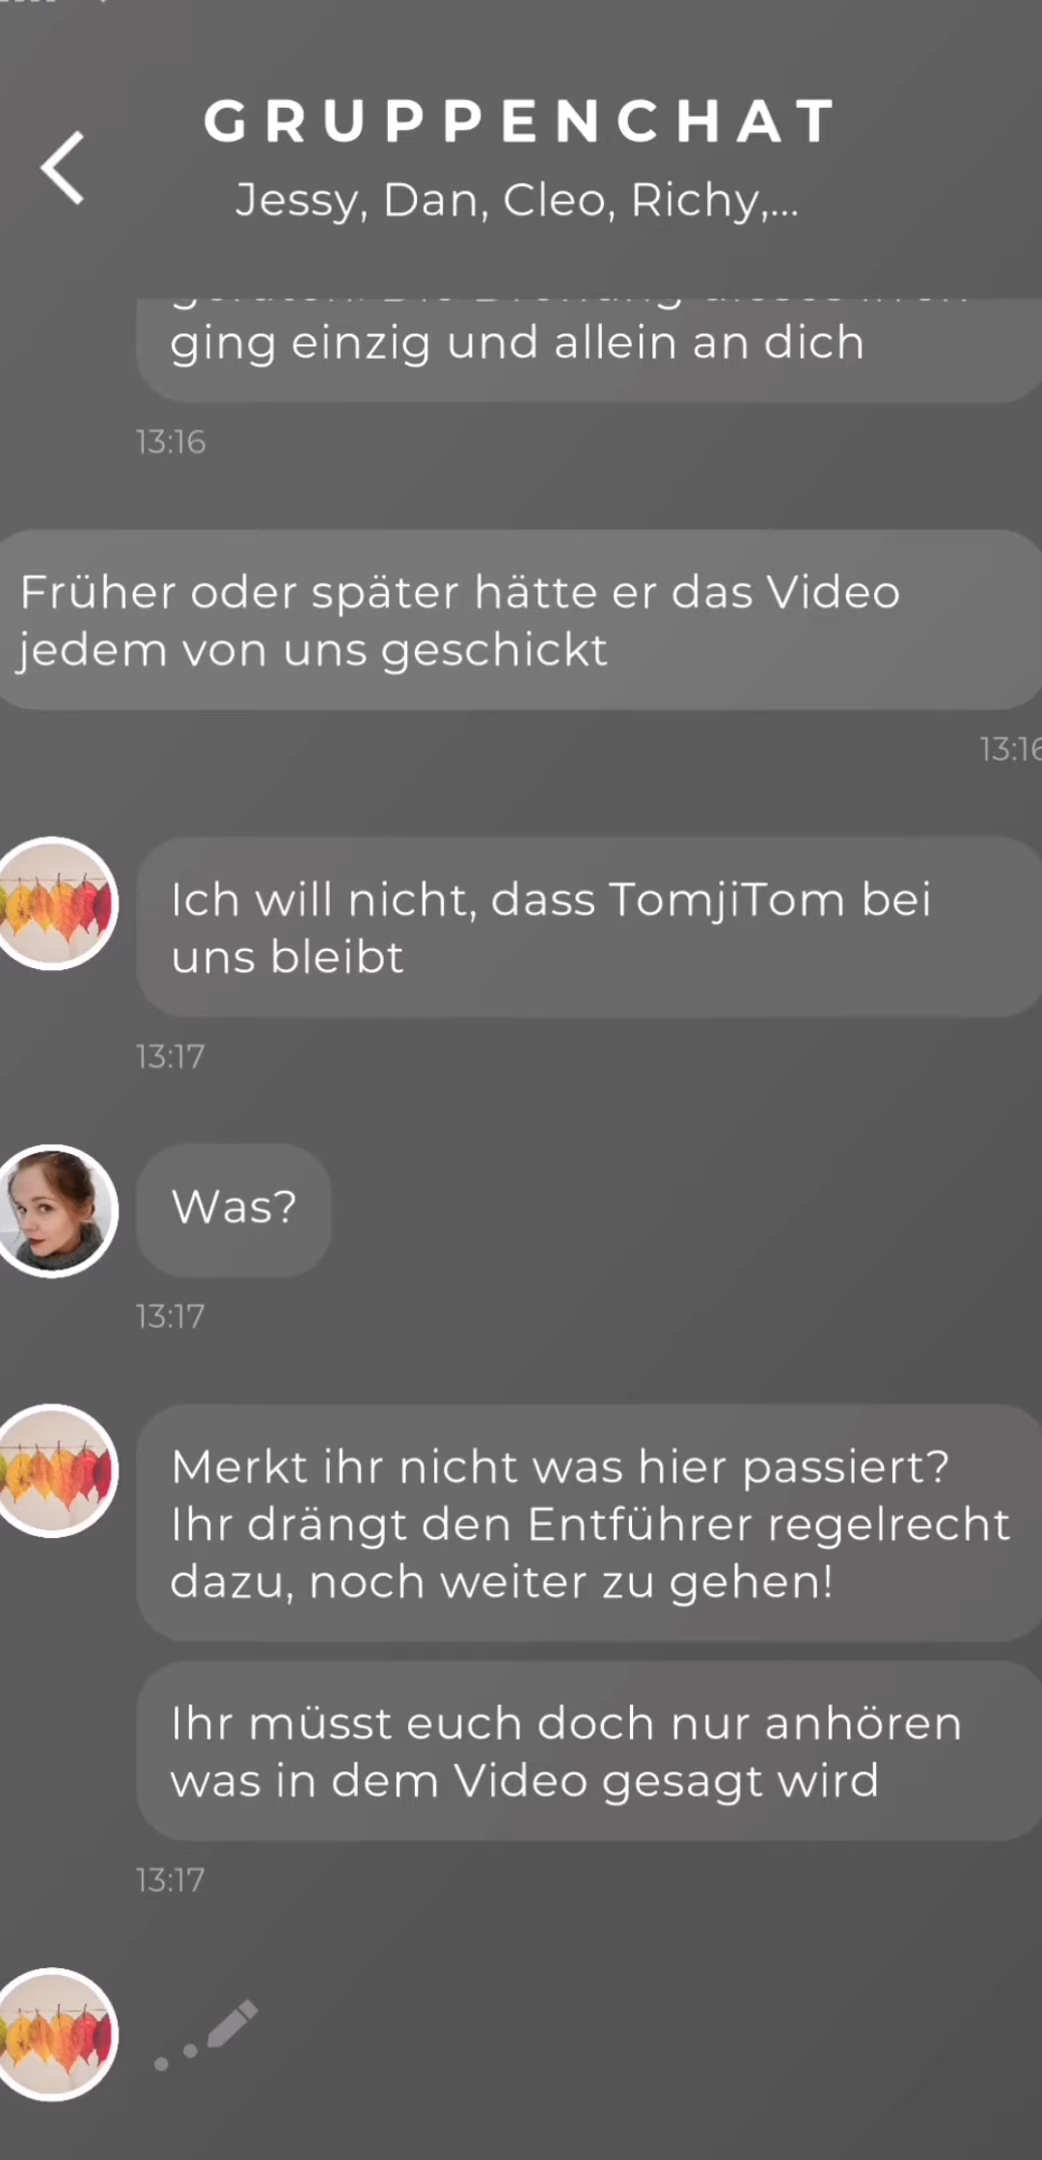 GRUPPENCHAT
Jessy, Dan, Cleo, Richy,...
ging einzig und allein an dich
13:16
Früher oder später hätte er das Video
jedem von uns geschickt
13:16
Ich will nicht, dass TomjiTom bei
uns bleibt
13:17
Was?
13:17
Merkt ihr nicht was hier passiert?
Ihr drängt den Entführer regelrecht
dazu, noch weiter zu gehen!
Ihr müsst euch doch nur anhören
was in dem Video gesagt wird
13:17